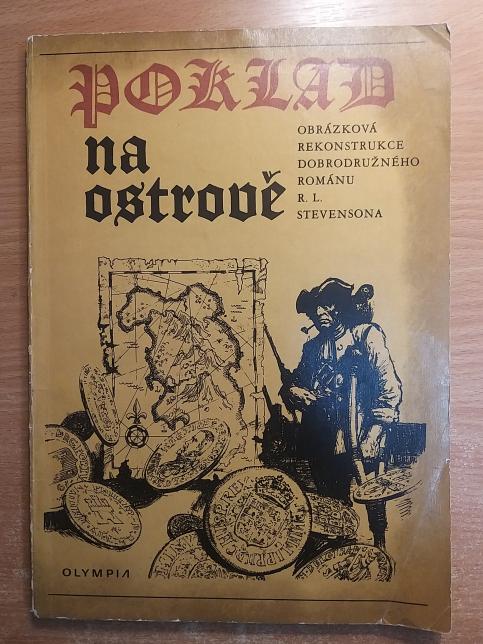 POKLAD
na
ostrově
OBRÁZKOVÁ
REKONSTRUKCE
DOBRODRUŽNÉHO
ROMÁNU
R. L.
STEVENSONA
OLYMPIA